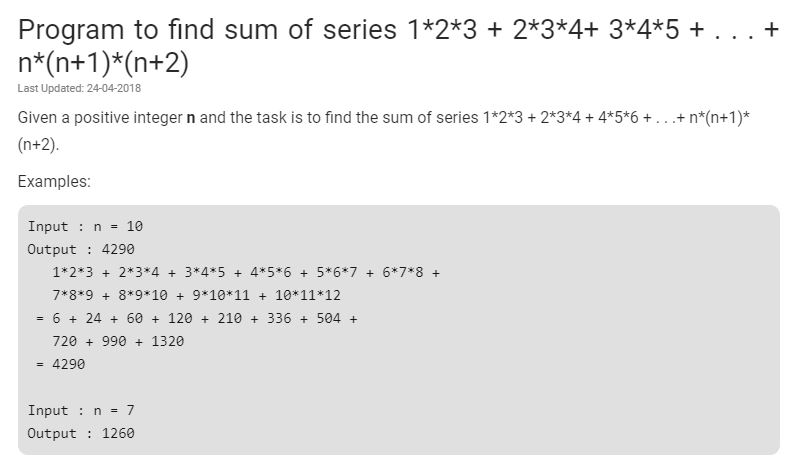 Program to find sum of series 1*2*3 + 2*3*4+ 3*4*5 + . . . +
n*(n+1)*(n+2)
Last Updated: 24-04-2018
Given a positive integer n and the task is to find the sum of series 1*2*3 + 2*3*4 + 4*5*6 + . . .+ n*(n+1)*
(n+2).
Examples:
Input : n = 10
Output : 4290
1*2*3 + 2*3*4 + 3*4*5 + 4*5*6 + 5*6*7 + 6*7*8 +
7*8*9 + 8*9*10 + 9*10*11 + 10*11*12
= 6 + 24 + 60 + 120 + 210 + 336 + 504 +
720 + 990 + 1320
= 4290
Input : n = 7
Output : 1260